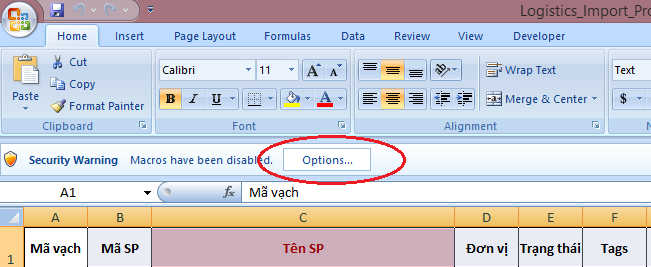 Logistics_Import_Pro
Home Insert Page Layout Formulas Data Review View Developer
Paste
Cut
Copy
Format Painter
Clipboard
Calibri 11 A A
B I U A
Font
Wrap Text
Merge & Center
Alignment
Text
$ %
Security Warning Macros have been disabled. Options...
A1 fx Mã vạch
A B C D E F
1 Mã vạch Mã SP Tên SP Đơn vị Trạng thái Tags